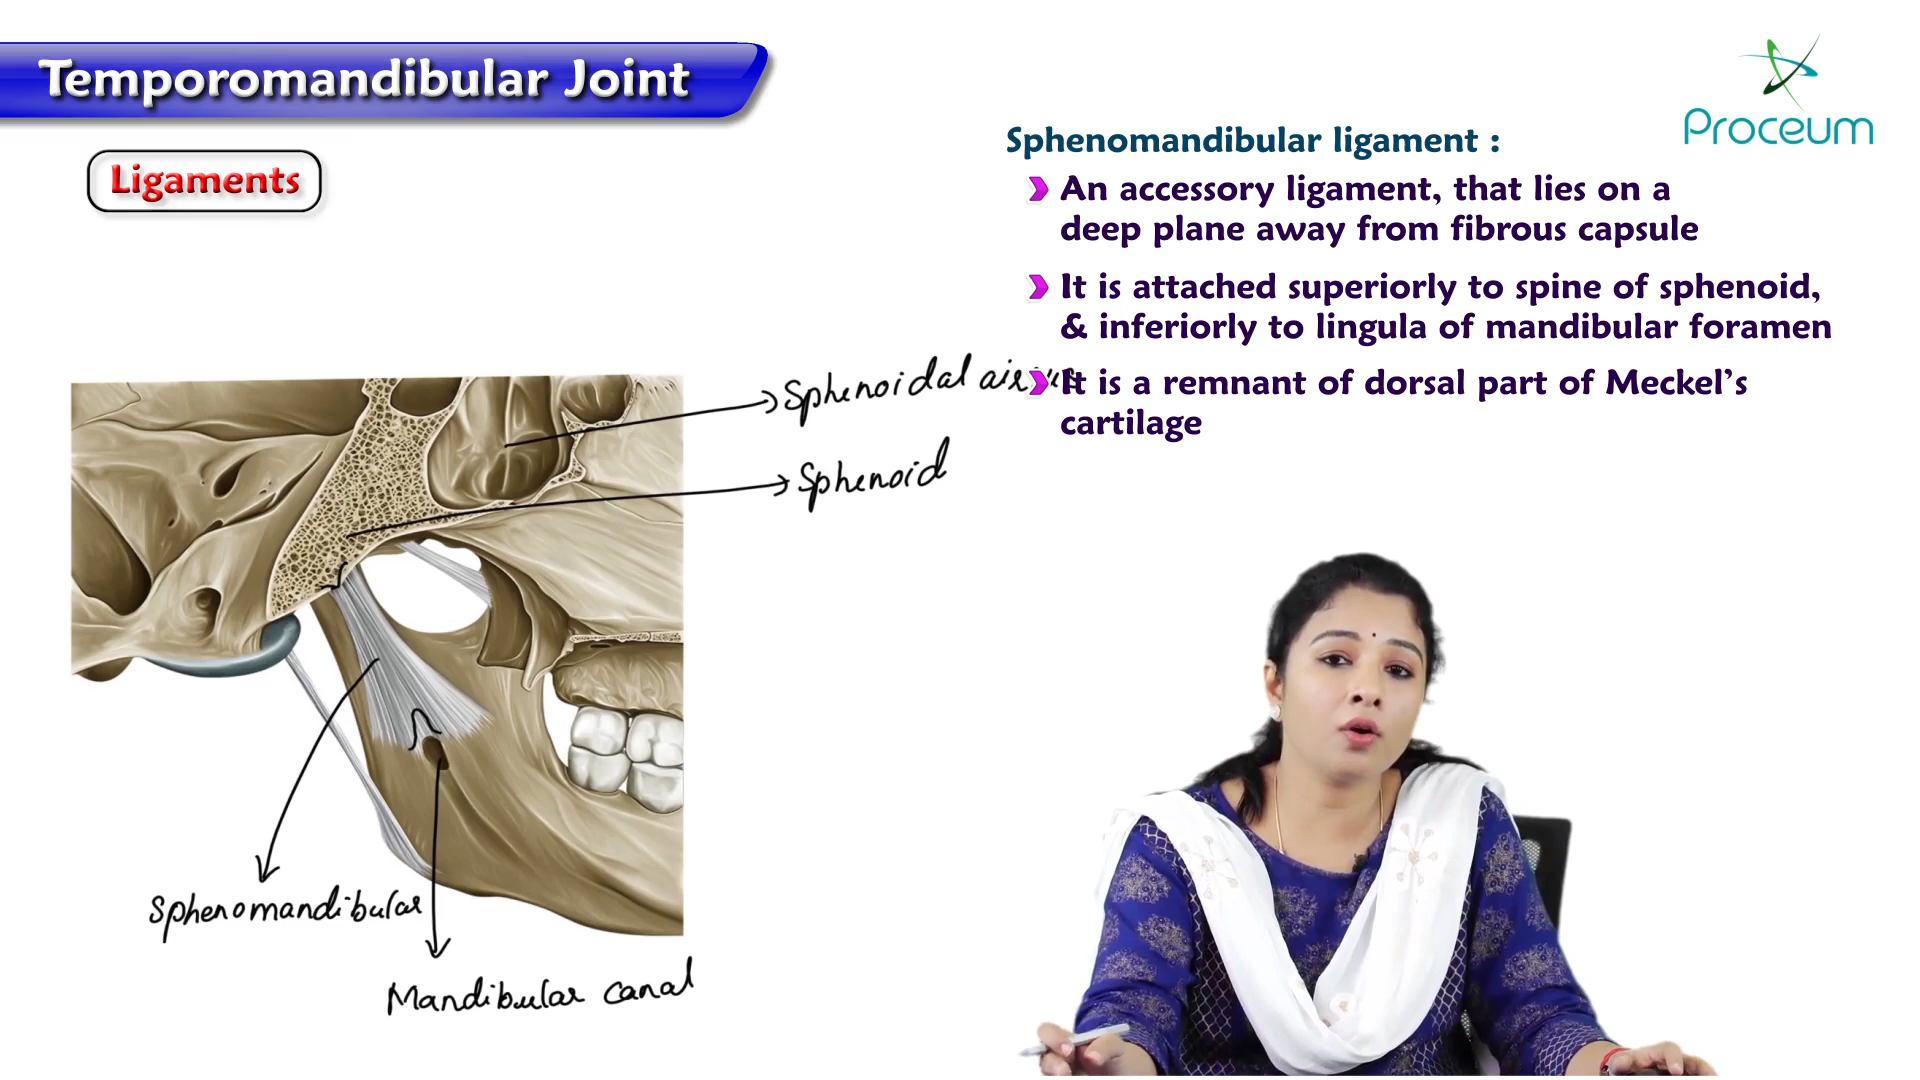 Temporomandibular Joint
Proceum
Ligaments
Sphenomandibular ligament :
An accessory ligament, that lies on a
deep plane away from fibrous capsule
It is attached superiorly to spine of sphenoid,
& inferiorly to lingula of mandibular foramen
It is a remnant of dorsal part of Meckel's
cartilage
Sphenoidal air
Sphenoid
Sphenomandibular
Mandibular canal